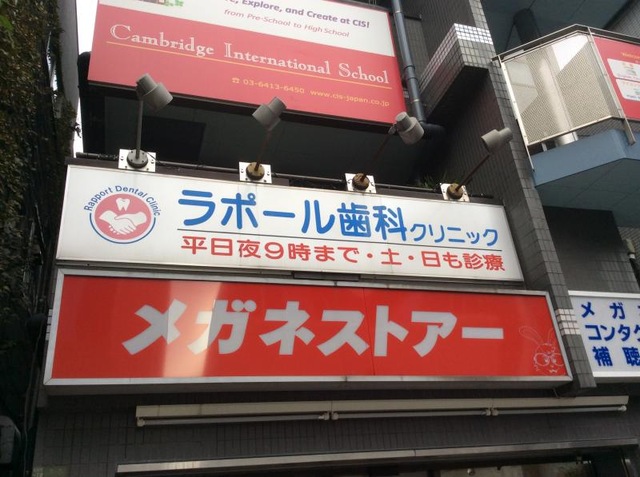 Explore, and Create at CIS!
from Pre-School to High School
Cambridge International School
☎ 03-6413-6450 www.cis-japan.co.jp
Rapport Dental Clinic
ラポール歯科クリニック
平日夜9時まで・土・日も診療
メガネストアー
メガ
コンタク
補聴